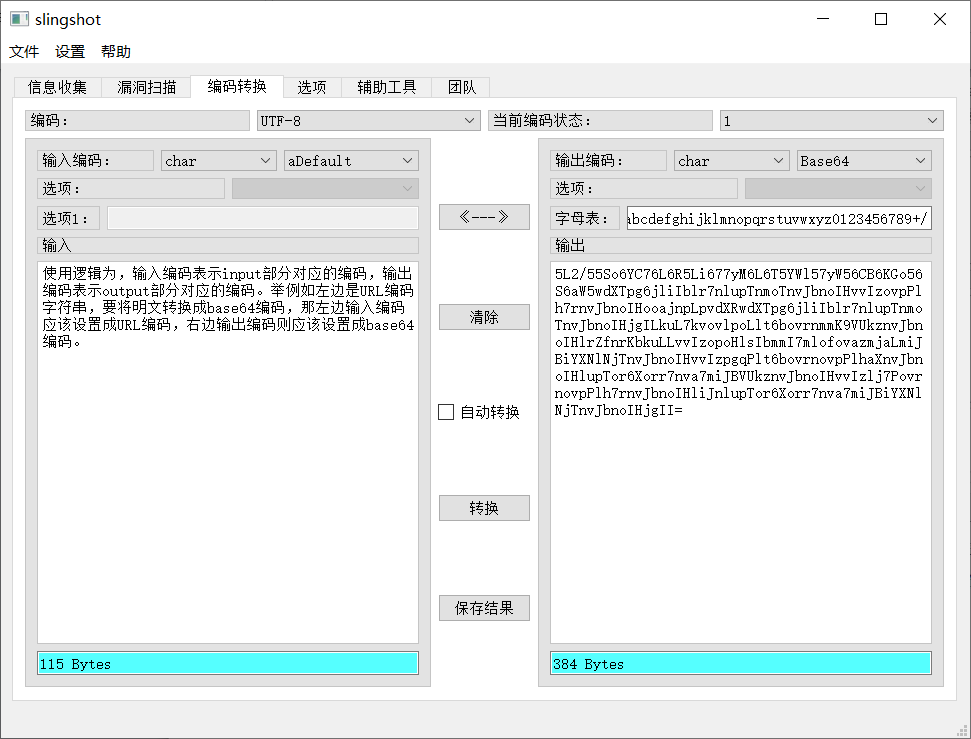 slingshot
文件 设置 帮助
信息收集 漏洞扫描 编码转换 选项 辅助工具 团队
编码: UTF-8 当前编码状态: 1
输入编码: char aDefault
选项:
选项1:
输入
使用逻辑为，输入编码表示input部分对应的编码，输出
编码表示output部分对应的编码。举例如左边是URL编码
字符串，要将明文转换成base64编码，那左边输入编码
应该设置成URL编码，右边输出编码则应该设置成base64
编码。
115 Bytes
《---》
清除
自动转换
转换
保存结果
输出编码: char Base64
选项:
字母表: abcdefghijklmnopqrstuvwxyz0123456789+/
输出
5L2/55So6YC76L6R5Li677yM6L6T5YWl57yW56CB6KGo56
S6aW5wdXTpg6jliIblr7nlupTnmoTnvJbnoIHvvIzovpPl
h7rnvJbnoIHooajnpLpvdXRwdXTpg6jliIblr7nlupTnmo
TnvJbnoIHjgILkuL7kvovlpoLlt6bovrnmmK9VUkznvJbn
oIHlrZfnrKbkuLLvvIzopoHlsIbmmI7mlofovazmjaLmiJ
BiYXNlNjTnvJbnoIHvvIzpgqPlt6bovrnovpPlhaXnvJbn
oIHlupTor6Xorr7nva7miJBVUkznvJbnoIHvvIzlj7Povr
novpPlh7rnvJbnoIHliJnlupTor6Xorr7nva7miJBiYXNl
NjTnvJbnoIHjgII=
384 Bytes